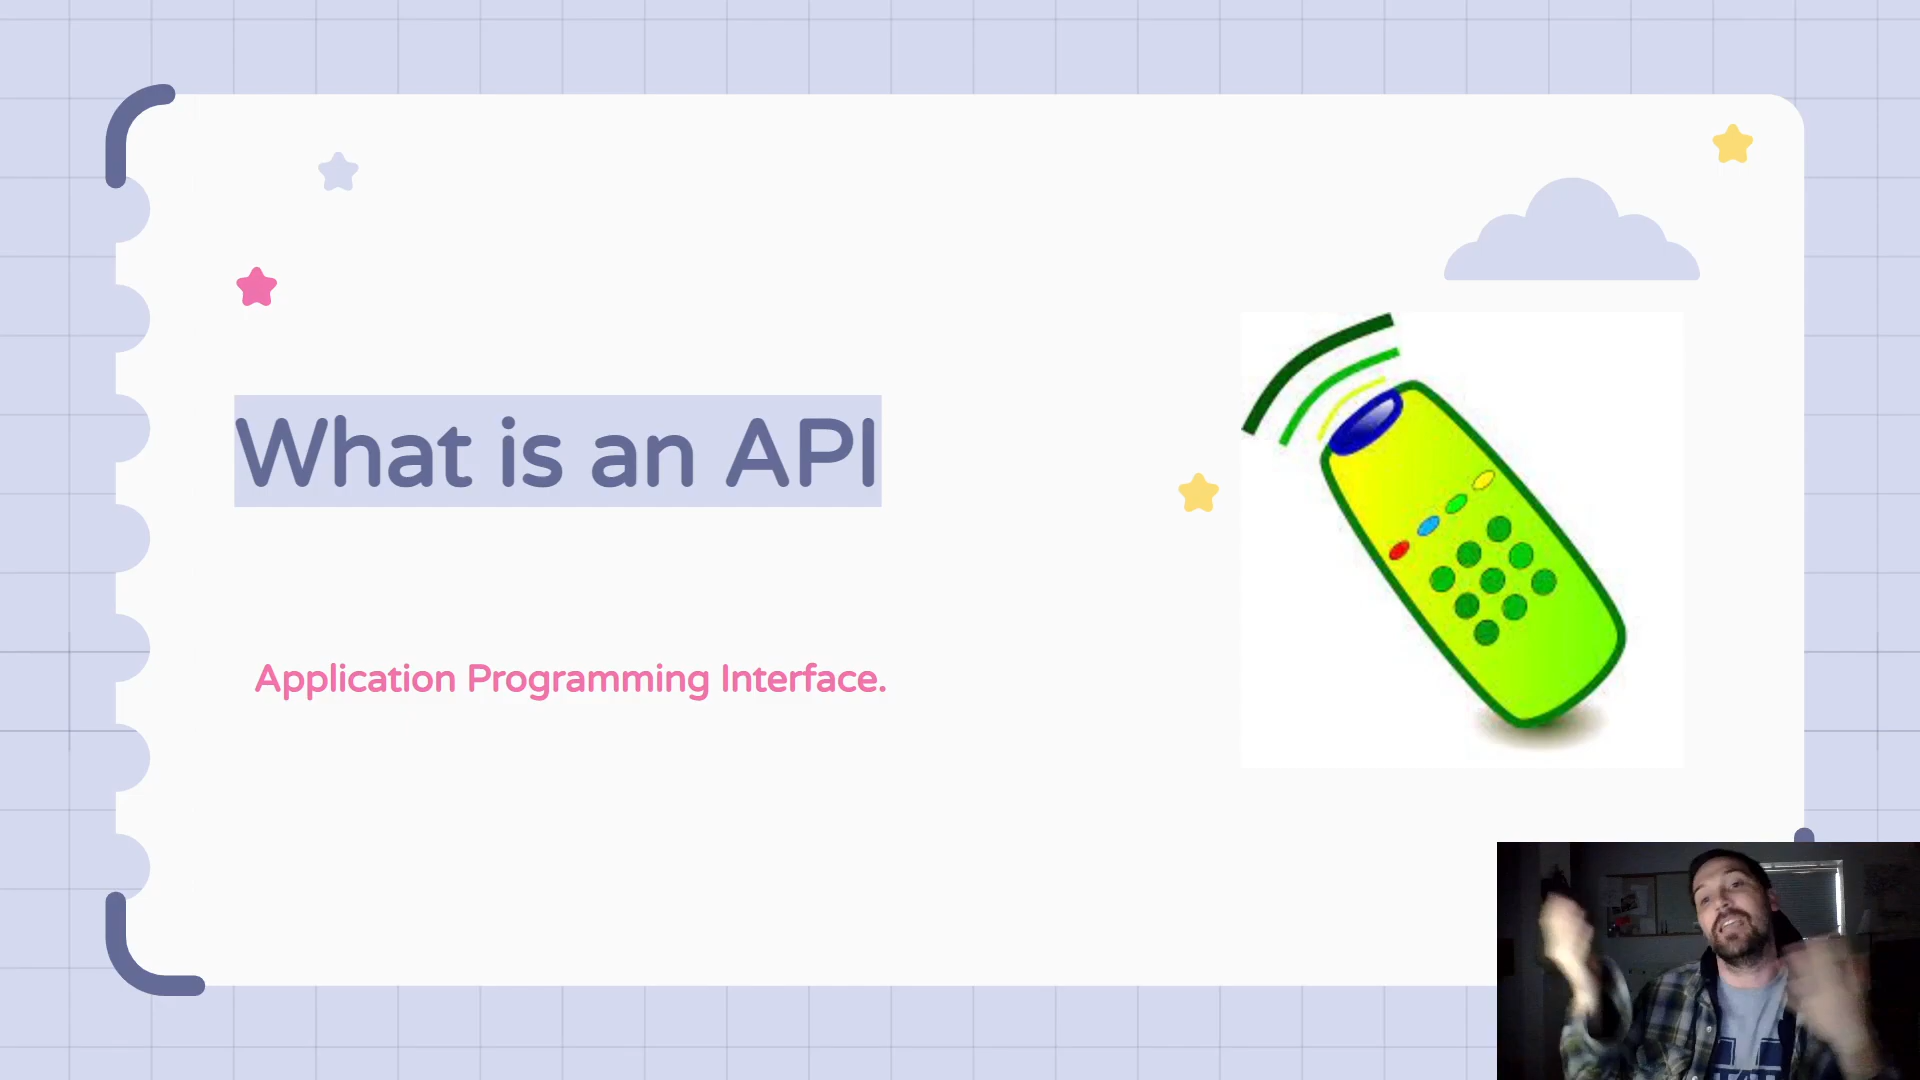 What is an API
Application Programming Interface.